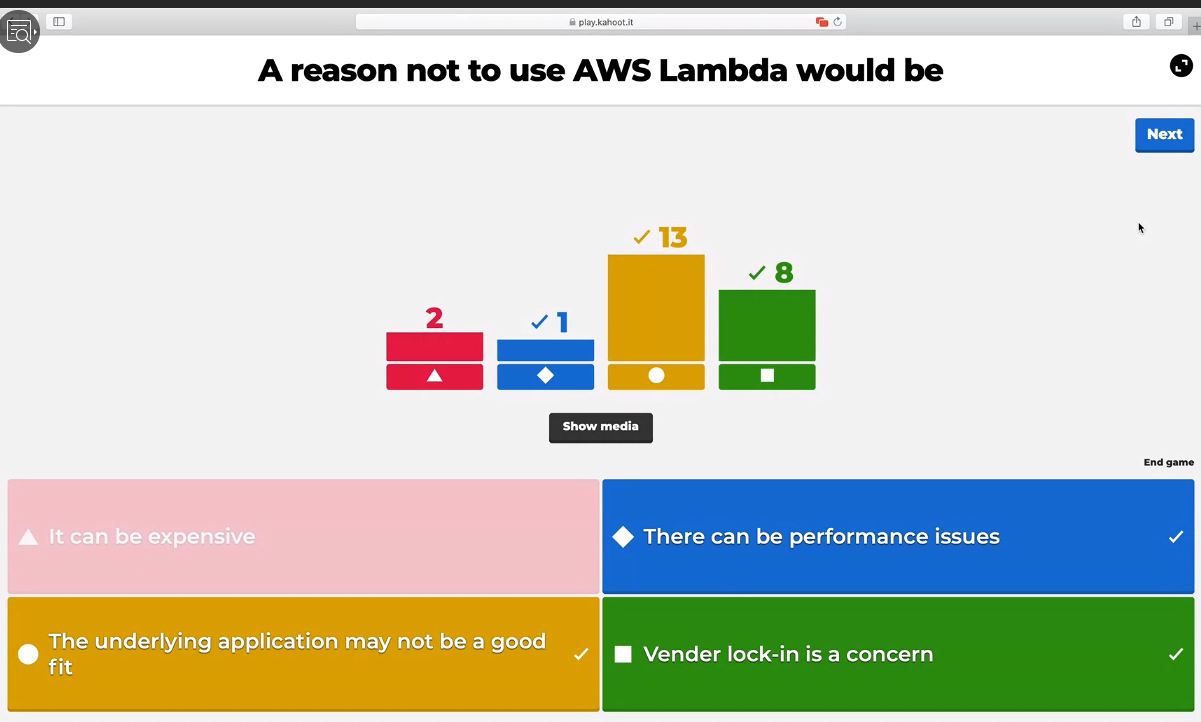 play.kahoot.it
A reason not to use AWS Lambda would be
Next
13
8
2
1
Show media
End game
It can be expensive
There can be performance issues
The underlying application may not be a good
fit
Vender lock-in is a concern